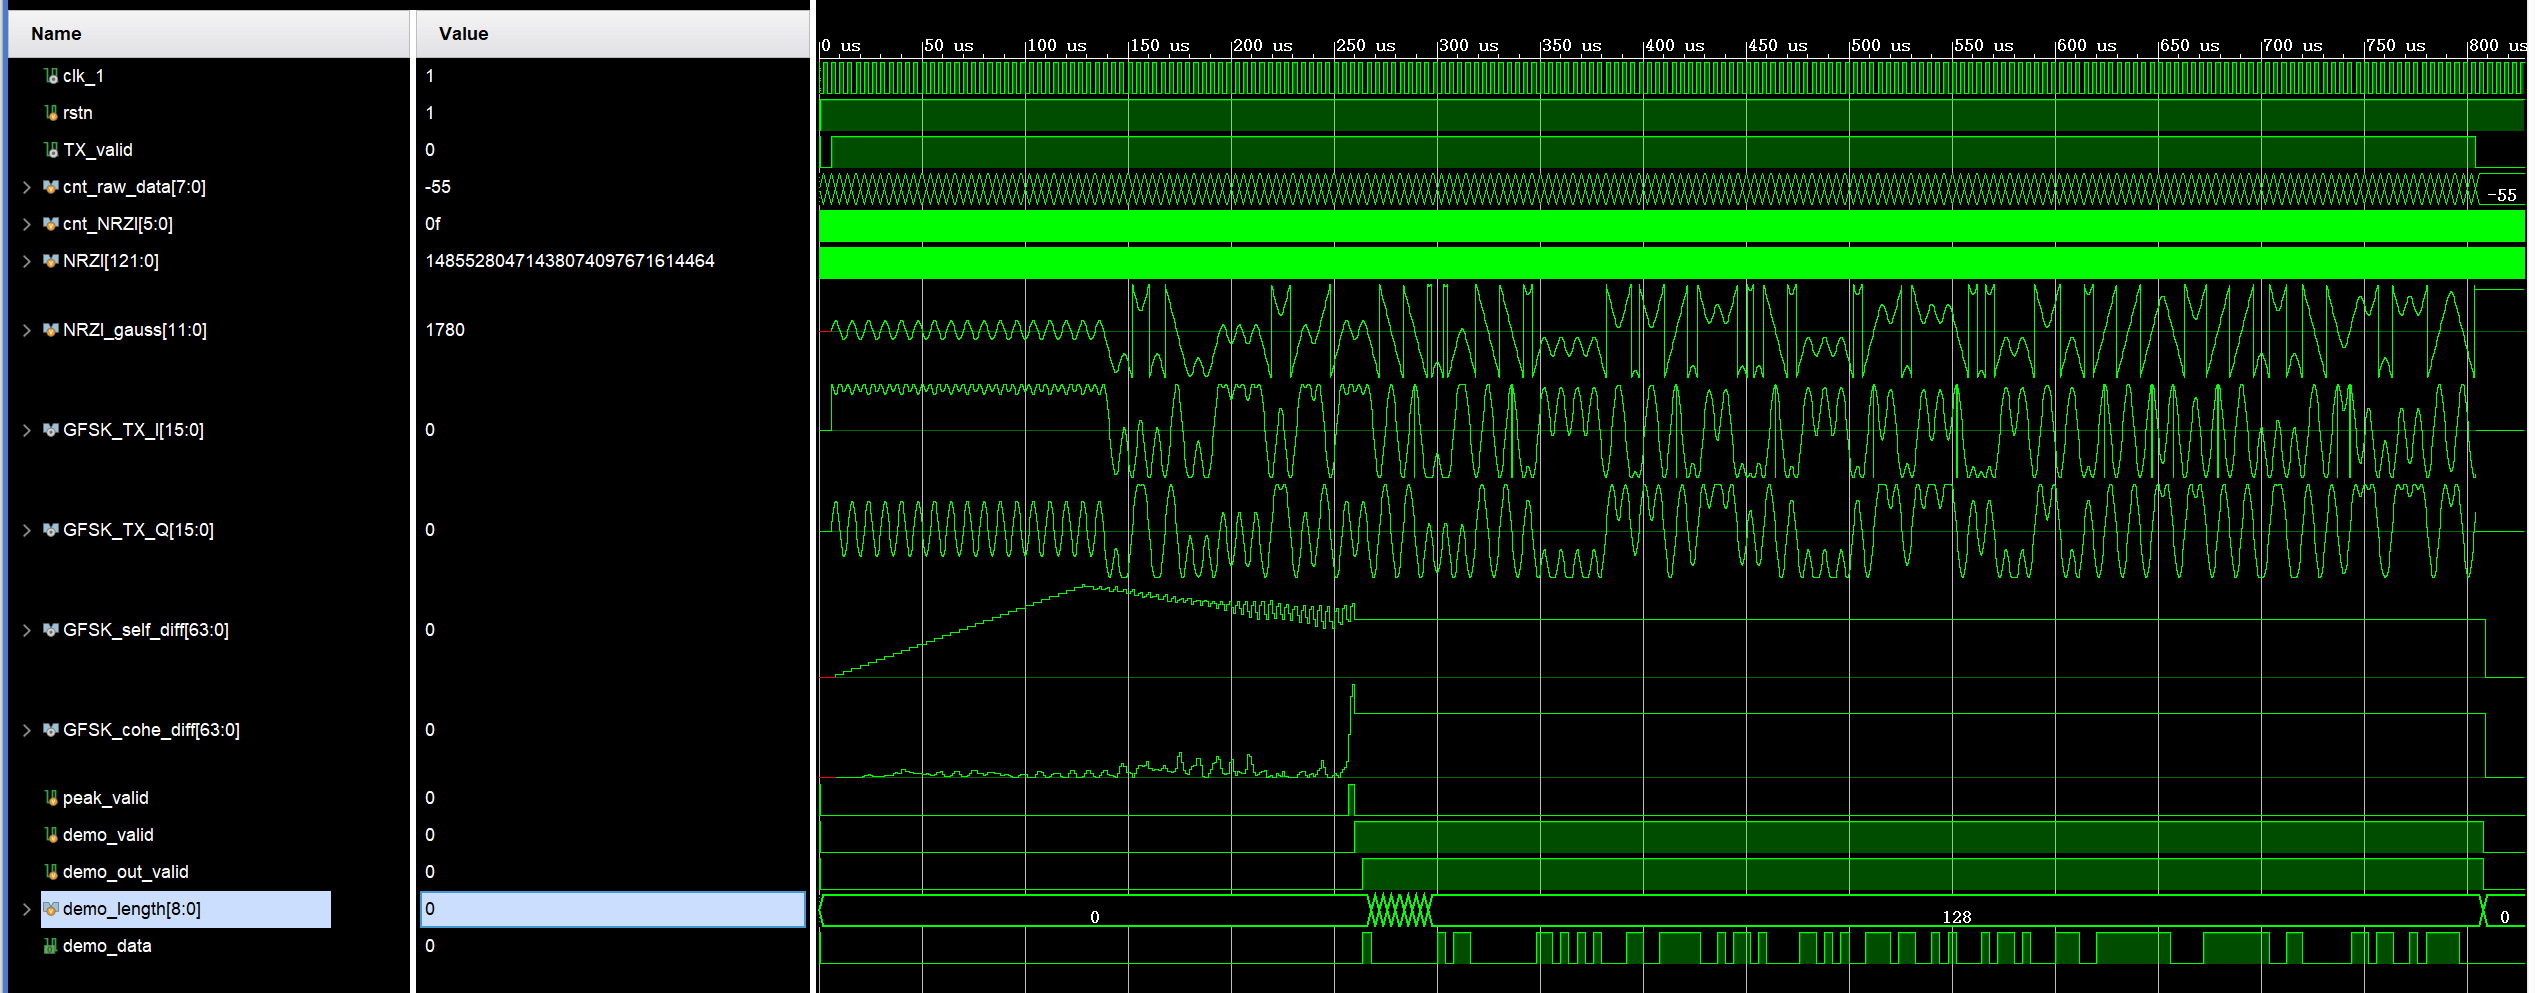 Name Value
0 us 50 us 100 us 150 us 200 us 250 us 300 us 350 us 400 us 450 us 500 us 550 us 600 us 650 us 700 us 750 us 800 us
clk_1 1
rstn 1
TX_valid 0
cnt_raw_data[7:0] -55 -55
cnt_NRZI[5:0] 0f
NRZI[121:0] 14855280471438074097671614464
NRZI_gauss[11:0] 1780
GFSK_TX_I[15:0] 0
GFSK_TX_Q[15:0] 0
GFSK_self_diff[63:0] 0
GFSK_cohe_diff[63:0] 0
peak_valid 0
demo_valid 0
demo_out_valid 0
demo_length[8:0] 0 0 128 0
demo_data 0